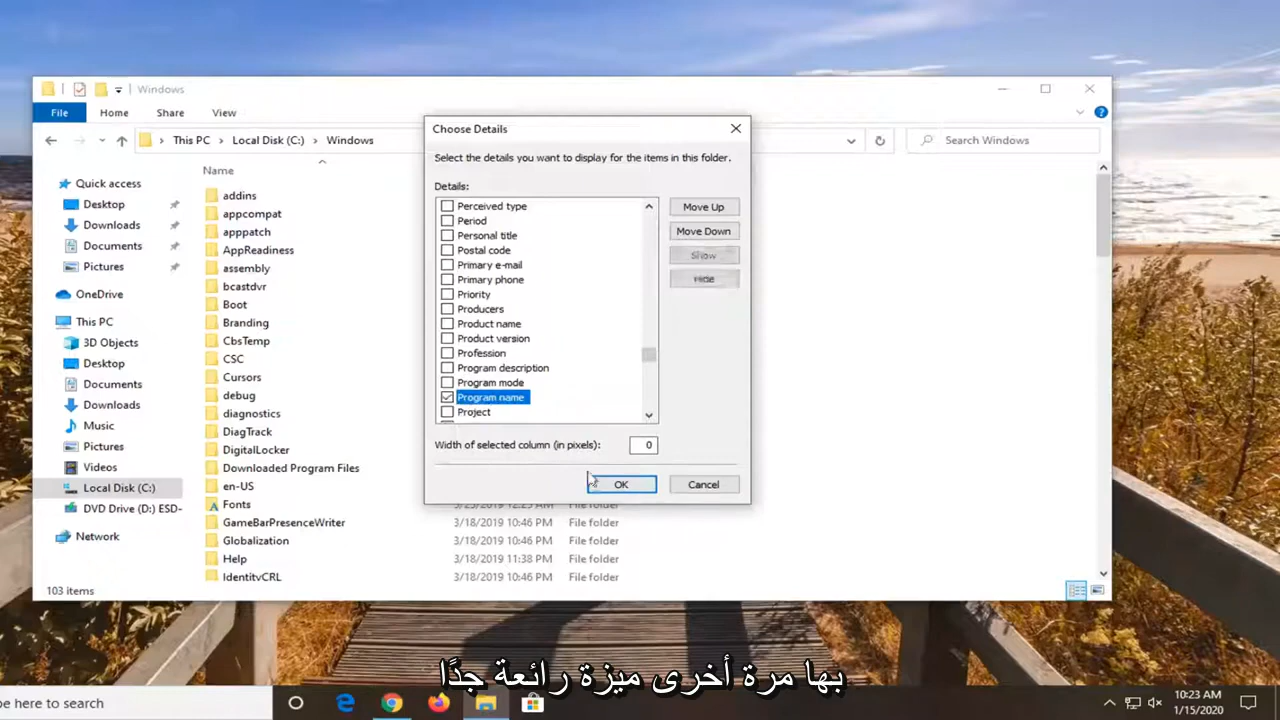 Windows
File
Home
Share
View
This PC
Local Disk (C:)
Windows
Search Windows
Quick access
Desktop
Downloads
Documents
Pictures
OneDrive
This PC
3D Objects
Desktop
Documents
Downloads
Music
Pictures
Videos
Local Disk (C:)
DVD Drive (D:) ESD-
Network
Name
addins
appcompat
apppatch
AppReadiness
assembly
bcastdvr
Boot
Branding
CbsTemp
CSC
Cursors
debug
diagnostics
DiagTrack
DigitalLocker
Downloaded Program Files
en-US
Fonts
GameBarPresenceWriter
Globalization
Help
IdentityCRL
File folder
3/18/2019 10:46 PM File folder
3/18/2019 10:46 PM File folder
3/18/2019 11:38 PM File folder
3/18/2019 10:46 PM File folder
103 items
Choose Details
Select the details you want to display for the items in this folder.
Details:
Perceived type
Period
Personal title
Postal code
Primary e-mail
Primary phone
Priority
Producers
Product name
Product version
Profession
Program description
Program mode
Program name
Project
Move Up
Move Down
Show
Hide
Width of selected column (in pixels): 0
OK
Cancel
بها مرة أخرى ميزة رائعة جدًا
pe here to search
10:23 AM
1/15/2020